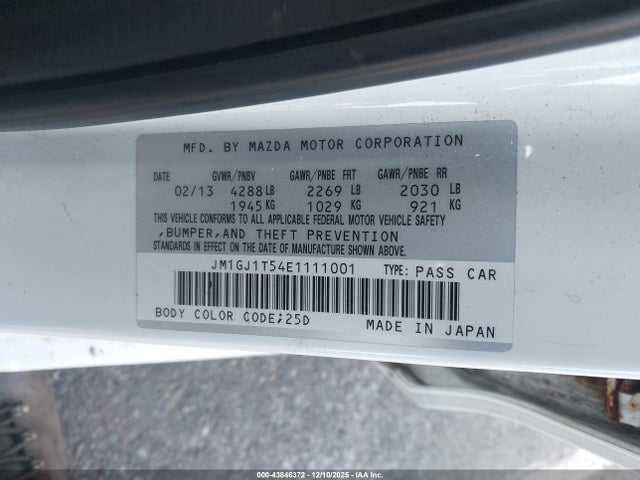 MFD. BY MAZDA MOTOR CORPORATION
DATE GVWR/PNBV GAWR/PNBE FRT GAWR/PNBE RR
02/13 4288 LB 2269 LB 2030 LB
1945 KG 1029 KG 921 KG
THIS VEHICLE CONFORMS TO ALL APPLICABLE FEDERAL MOTOR VEHICLE SAFETY
,BUMPER,AND THEFT PREVENTION
STANDARDS IN EFFECT ON THE DATE OF MANUFACTURE SHOWN ABOVE.
JM1GJ1T54E1111001 TYPE: PASS CAR
BODY COLOR CODE;25D MADE IN JAPAN
000-43846372 - 12/10/2025 - IAA Inc.